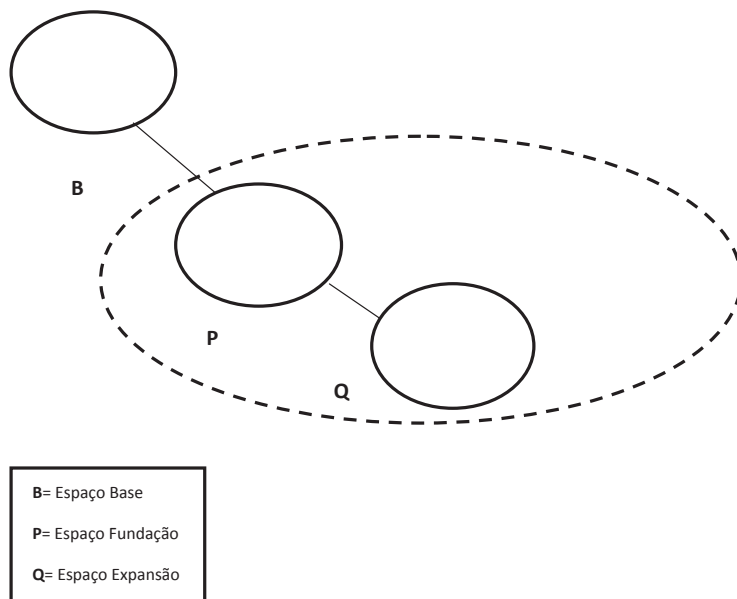 B
P
Q
B= Espaço Base
P= Espaço Fundação
Q= Espaço Expansão